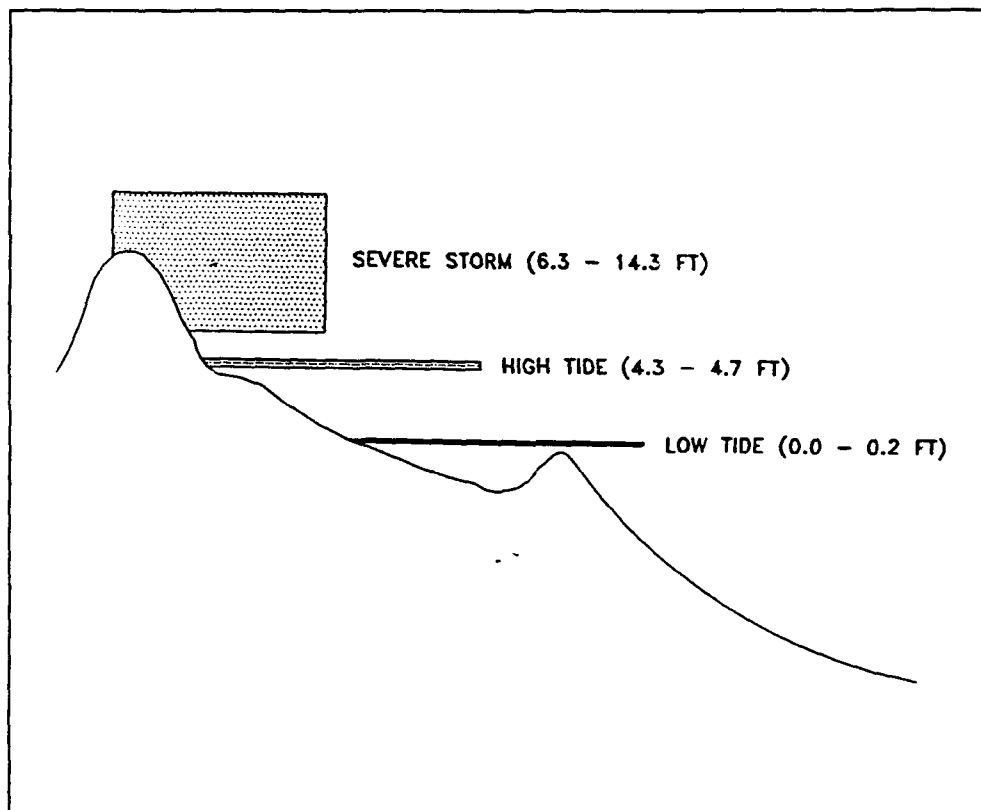 SEVERE STORM (6.3 - 14.3 FT)
HIGH TIDE (4.3 - 4.7 FT)
LOW TIDE (0.0 - 0.2 FT)